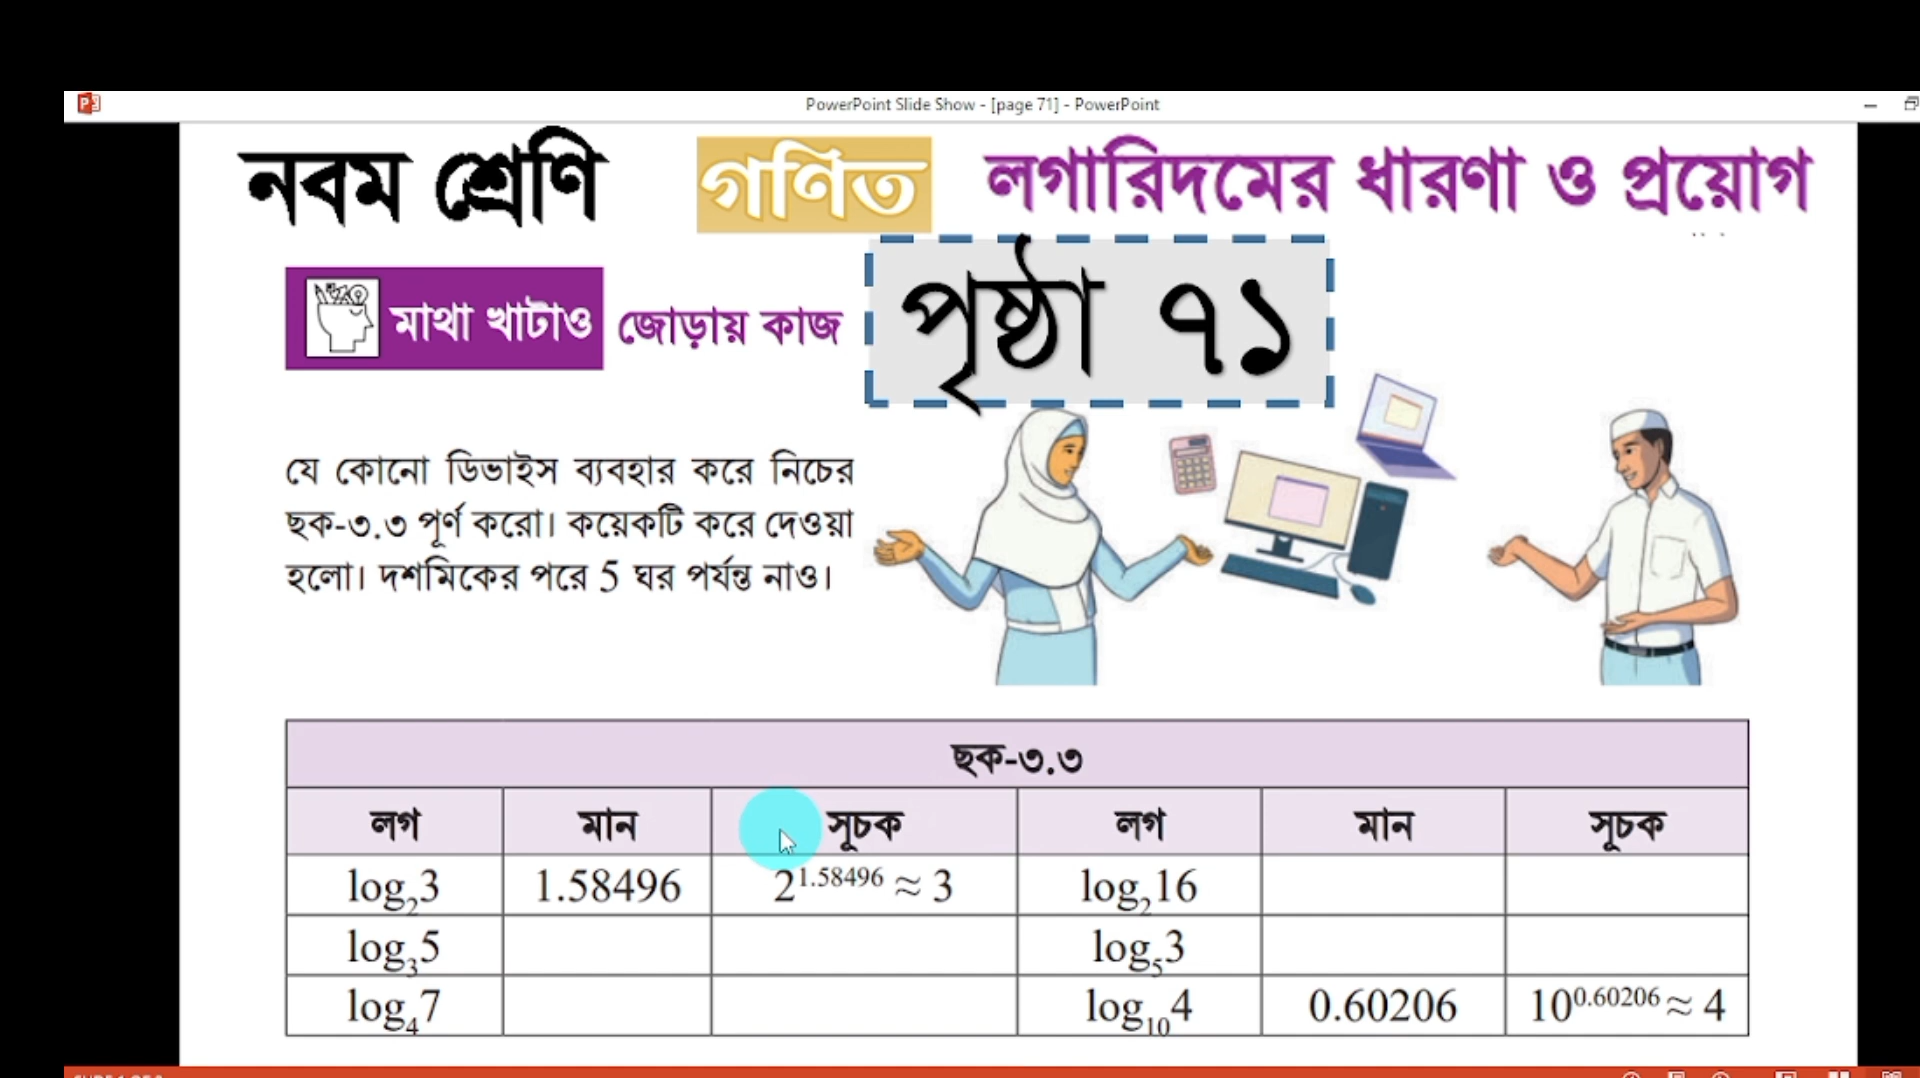 PowerPoint Slide Show - [page 71] - PowerPoint
নবম শ্রেণি গণিত লগারিদমের ধারণা ও প্রয়োগ
মাথা খাটাও জোড়ায় কাজ পৃষ্ঠা ৭১
যে কোনো ডিভাইস ব্যবহার করে নিচের
ছক-৩.৩ পূর্ণ করো। কয়েকটি করে দেওয়া
হলো। দশমিকের পরে 5 ঘর পর্যন্ত নাও।
ছক-৩.৩
লগ মান সূচক লগ মান সূচক
log₂3 1.58496 2^1.58496 ≈ 3 log₂16
log₃5 log₅3
log₄7 log₁₀4 0.60206 10^0.60206 ≈ 4